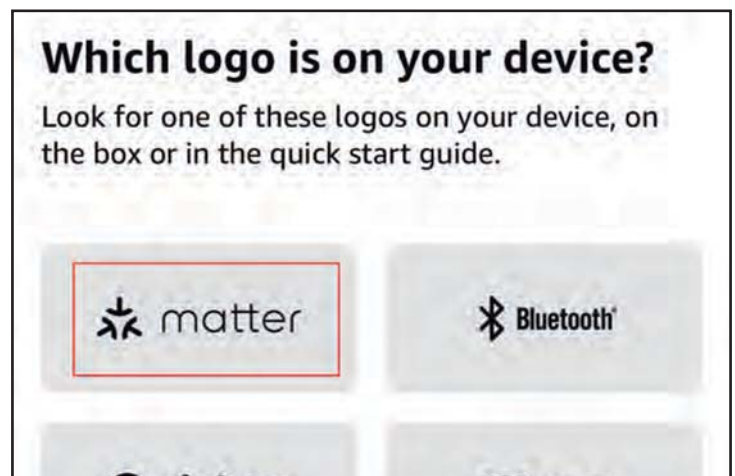 Which logo is on your device?
Look for one of these logos on your device, on
the box or in the quick start guide.
matter
Bluetooth®